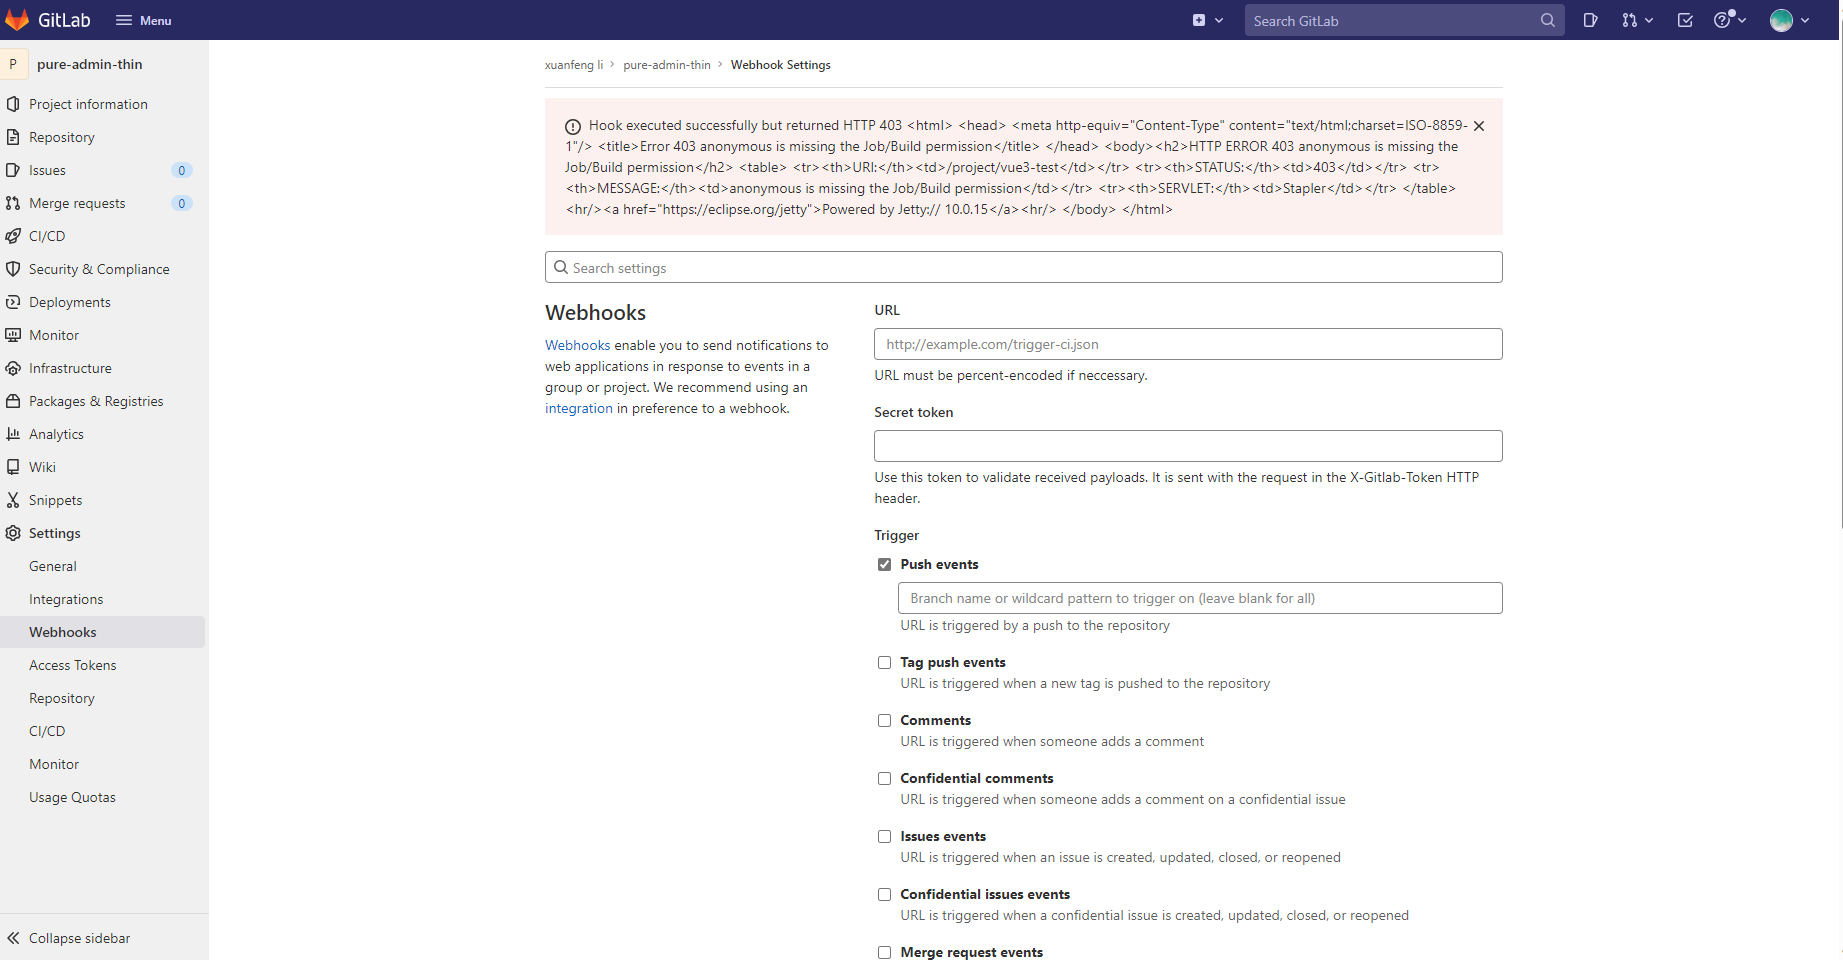 GitLab
Menu
Search GitLab
P
pure-admin-thin
Project information
Repository
Issues
0
Merge requests
0
CI/CD
Security & Compliance
Deployments
Monitor
Infrastructure
Packages & Registries
Analytics
Wiki
Snippets
Settings
General
Integrations
Webhooks
Access Tokens
Repository
CI/CD
Monitor
Usage Quotas
Collapse sidebar
xuanfeng li › pure-admin-thin › Webhook Settings
Hook executed successfully but returned HTTP 403 <html> <head> <meta http-equiv="Content-Type" content="text/html;charset=ISO-8859-
1"/> <title>Error 403 anonymous is missing the Job/Build permission</title> </head> <body><h2>HTTP ERROR 403 anonymous is missing the
Job/Build permission</h2> <table> <tr><th>URI:</th><td>/project/vue3-test</td></tr> <tr><th>STATUS:</th><td>403</td></tr> <tr>
<th>MESSAGE:</th><td>anonymous is missing the Job/Build permission</td></tr> <tr><th>SERVLET:</th><td>Stapler</td></tr> </table>
<hr/><a href="https://eclipse.org/jetty">Powered by Jetty:// 10.0.15</a><hr/> </body> </html>
Search settings
Webhooks
Webhooks enable you to send notifications to
web applications in response to events in a
group or project. We recommend using an
integration in preference to a webhook.
URL
http://example.com/trigger-ci.json
URL must be percent-encoded if neccessary.
Secret token
Use this token to validate received payloads. It is sent with the request in the X-Gitlab-Token HTTP
header.
Trigger
Push events
Branch name or wildcard pattern to trigger on (leave blank for all)
URL is triggered by a push to the repository
Tag push events
URL is triggered when a new tag is pushed to the repository
Comments
URL is triggered when someone adds a comment
Confidential comments
URL is triggered when someone adds a comment on a confidential issue
Issues events
URL is triggered when an issue is created, updated, closed, or reopened
Confidential issues events
URL is triggered when a confidential issue is created, updated, closed, or reopened
Merge request events